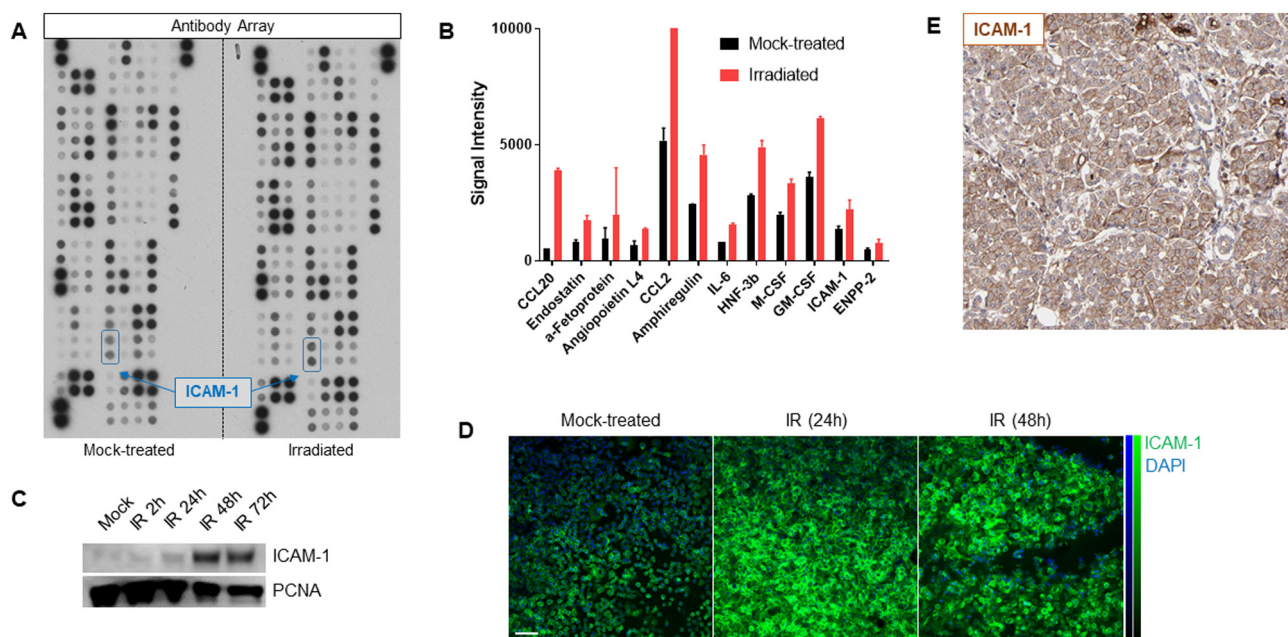 A
Antibody Array
ICAM-1
Mock-treated
Irradiated
B
10000
5000
0
Signal Intensity
Mock-treated
Irradiated
CCL20
Endostatin
a-Fetoprotein
Angiopoietin L4
CCL2
Amphiregulin
IL-6
HNF-3b
M-CSF
GM-CSF
ICAM-1
ENPP-2
E
ICAM-1
C
Mock
IR 2h
IR 24h
IR 48h
IR 72h
ICAM-1
PCNA
D
Mock-treated
IR (24h)
IR (48h)
ICAM-1
DAPI